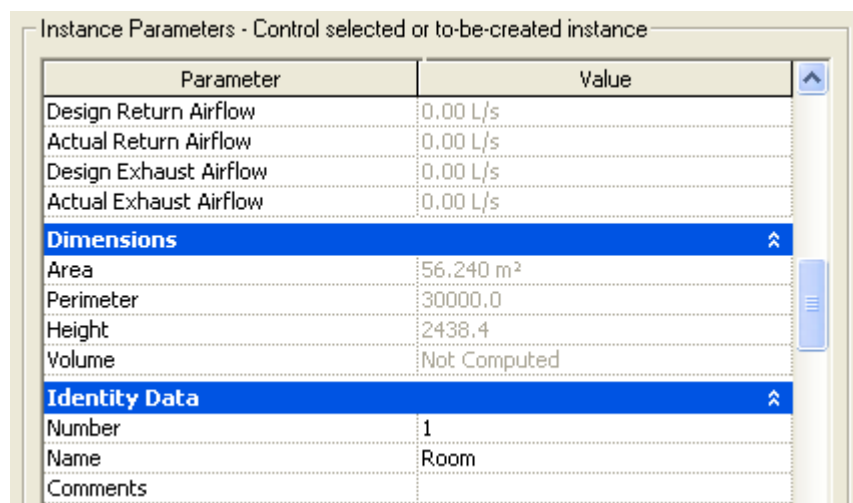 Instance Parameters - Control selected or to-be-created instance
Parameter Value
Design Return Airflow 0.00 L/s
Actual Return Airflow 0.00 L/s
Design Exhaust Airflow 0.00 L/s
Actual Exhaust Airflow 0.00 L/s
Dimensions
Area 56.240 m²
Perimeter 30000.0
Height 2438.4
Volume Not Computed
Identity Data
Number 1
Name Room
Comments